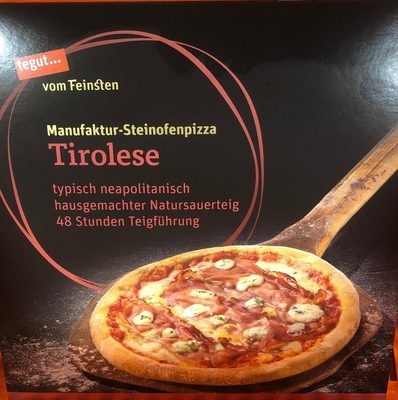 tegut...
vom Feinsten
Manufaktur-Steinofenpizza
Tirolese
typisch neapolitanisch
hausgemachter Natursauerteig
48 Stunden Teigführung